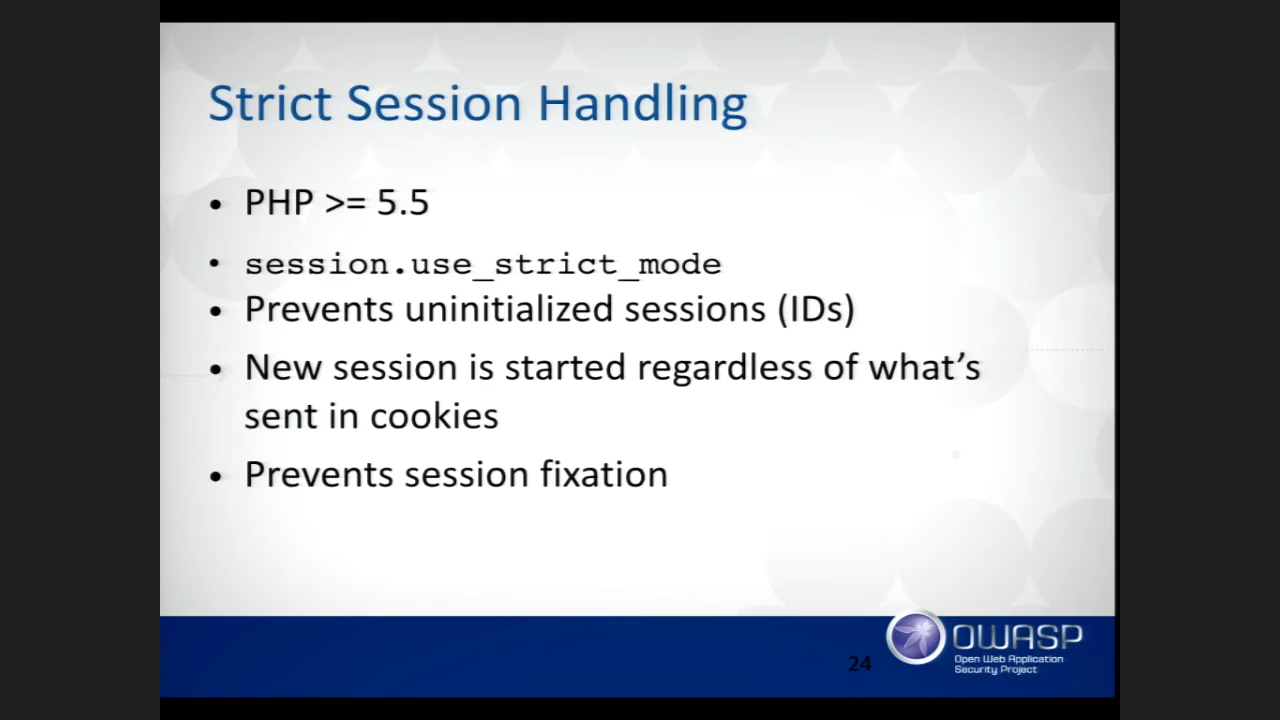 Strict Session Handling
• PHP >= 5.5
• session.use_strict_mode
• Prevents uninitialized sessions (IDs)
• New session is started regardless of what’s
sent in cookies
• Prevents session fixation
24
OWASP
Open Web Application
Security Project